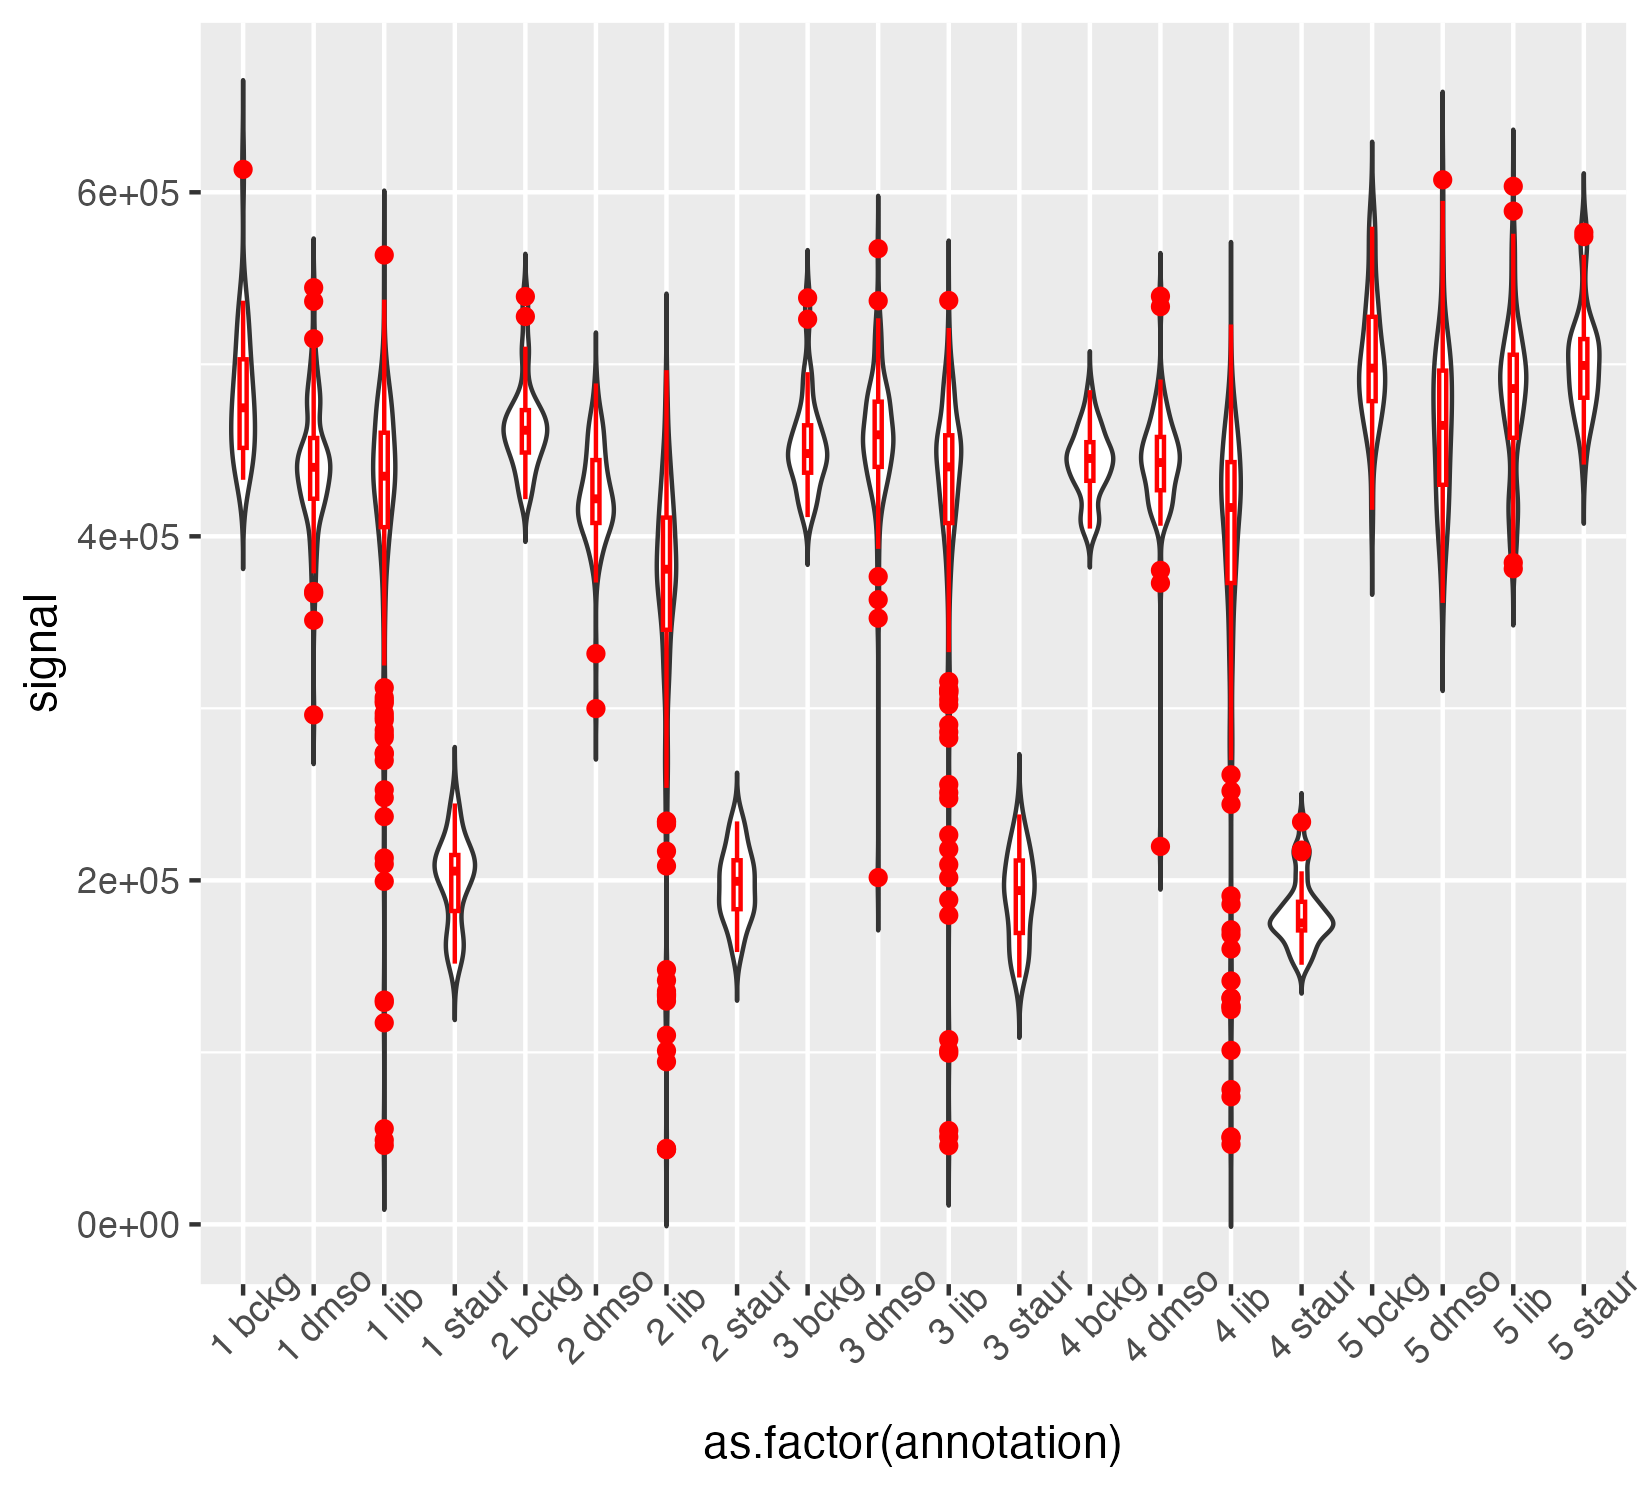 signal
6e+05
4e+05
2e+05
0e+00
1 bckg
1 dmso
1 lib
1 staur
2 bckg
2 dmso
2 lib
2 staur
3 bckg
3 dmso
3 lib
3 staur
4 bckg
4 dmso
4 lib
4 staur
5 bckg
5 dmso
5 lib
5 staur
as.factor(annotation)